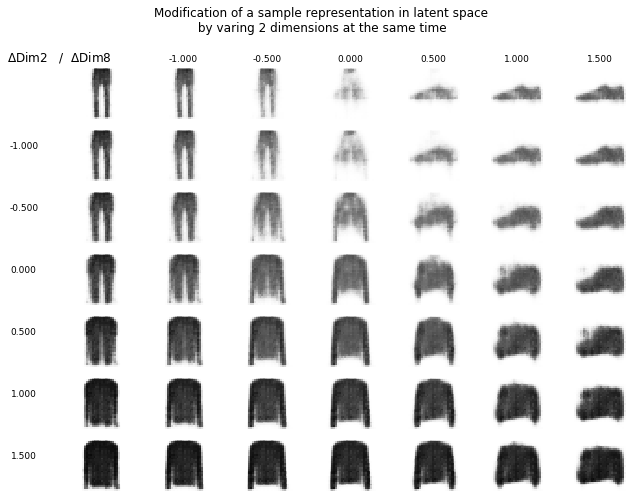 Modification of a sample representation in latent space
by varing 2 dimensions at the same time
ΔDim2 / ΔDim8
-1.000 -0.500 0.000 0.500 1.000 1.500
-1.000
-0.500
0.000
0.500
1.000
1.500